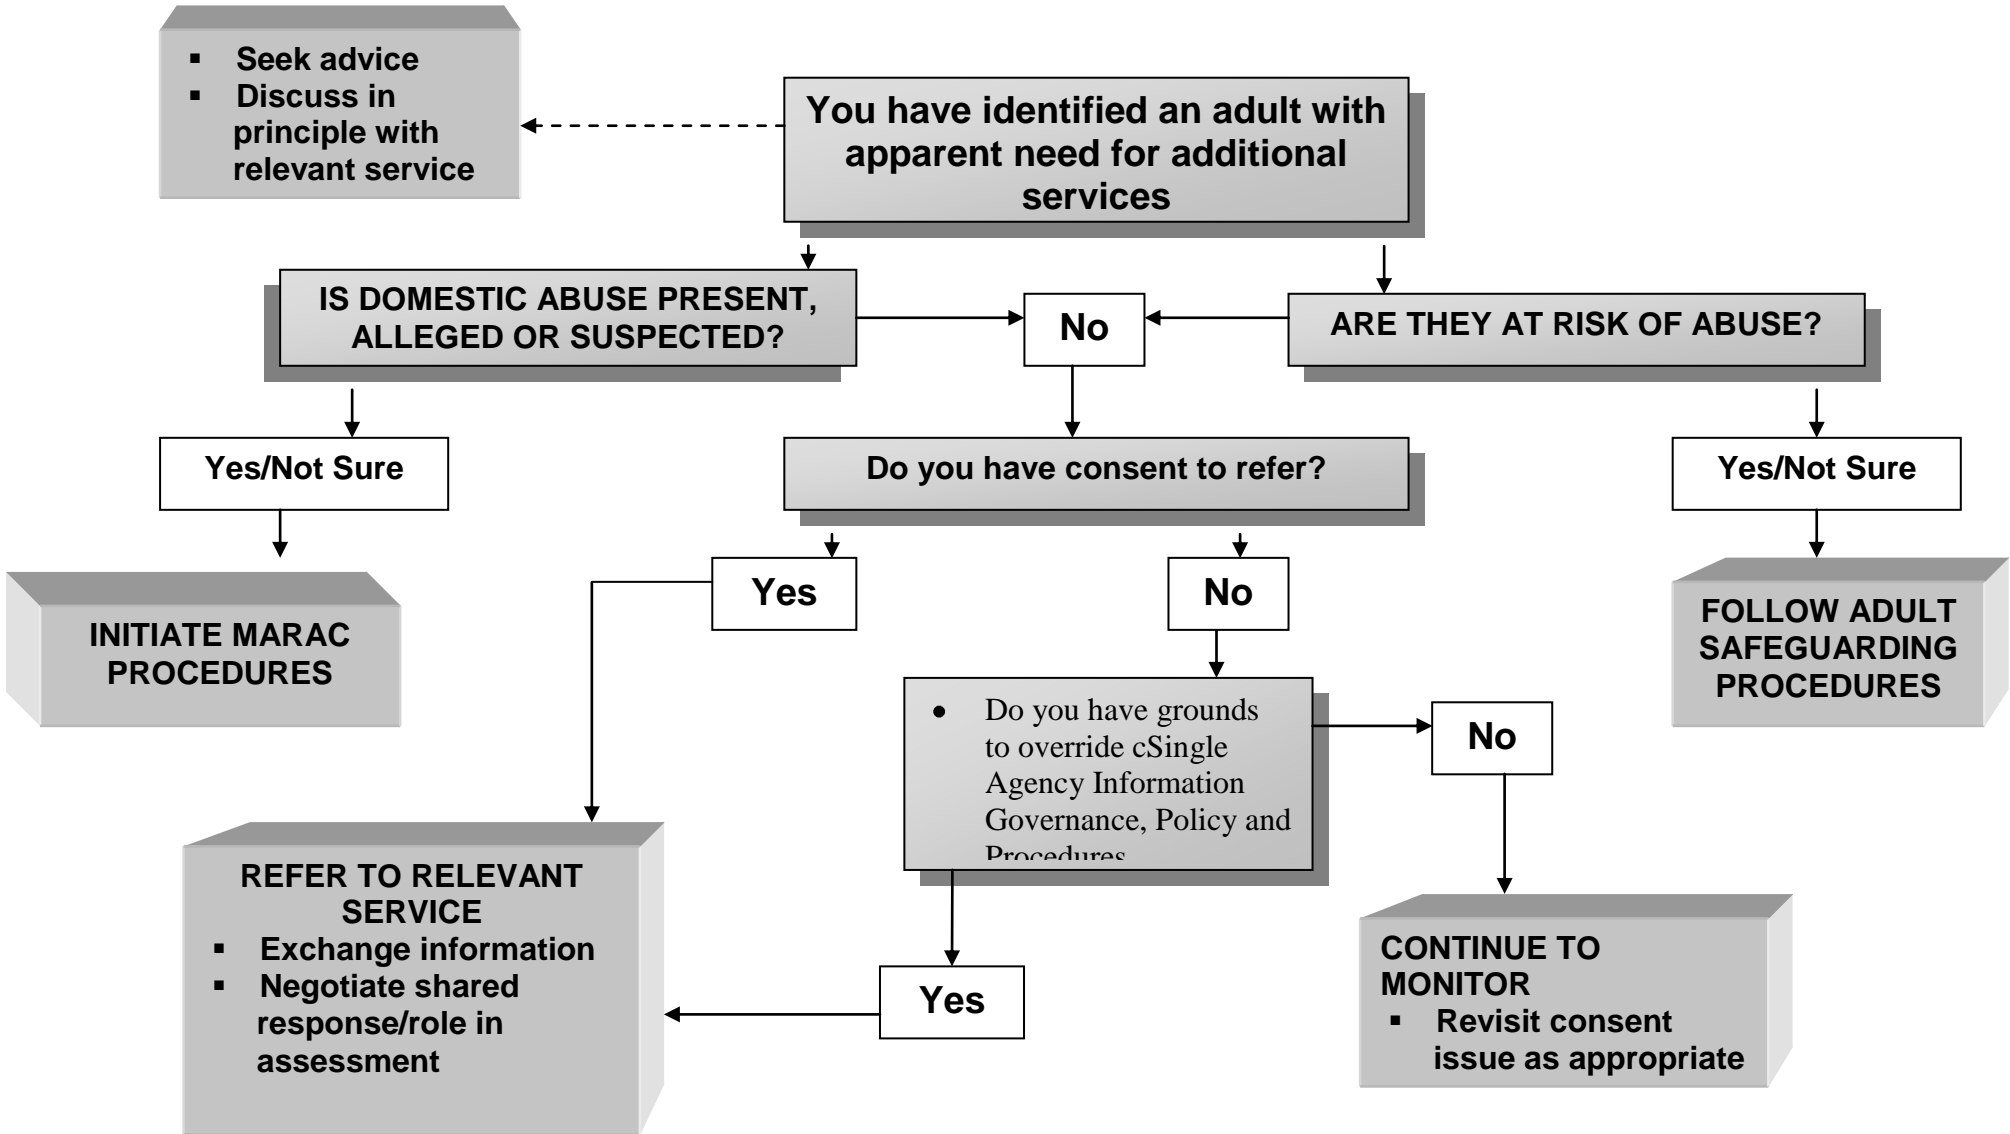 ▪ Seek advice
▪ Discuss in
principle with
relevant service
You have identified an adult with
apparent need for additional
services
IS DOMESTIC ABUSE PRESENT,
ALLEGED OR SUSPECTED?
No
ARE THEY AT RISK OF ABUSE?
Yes/Not Sure
Do you have consent to refer?
Yes/Not Sure
Yes
No
INITIATE MARAC
PROCEDURES
FOLLOW ADULT
SAFEGUARDING
PROCEDURES
● Do you have grounds
to override cSingle
Agency Information
Governance, Policy and
Procedures
No
REFER TO RELEVANT
SERVICE
▪ Exchange information
▪ Negotiate shared
response/role in
assessment
Yes
CONTINUE TO
MONITOR
▪ Revisit consent
issue as appropriate